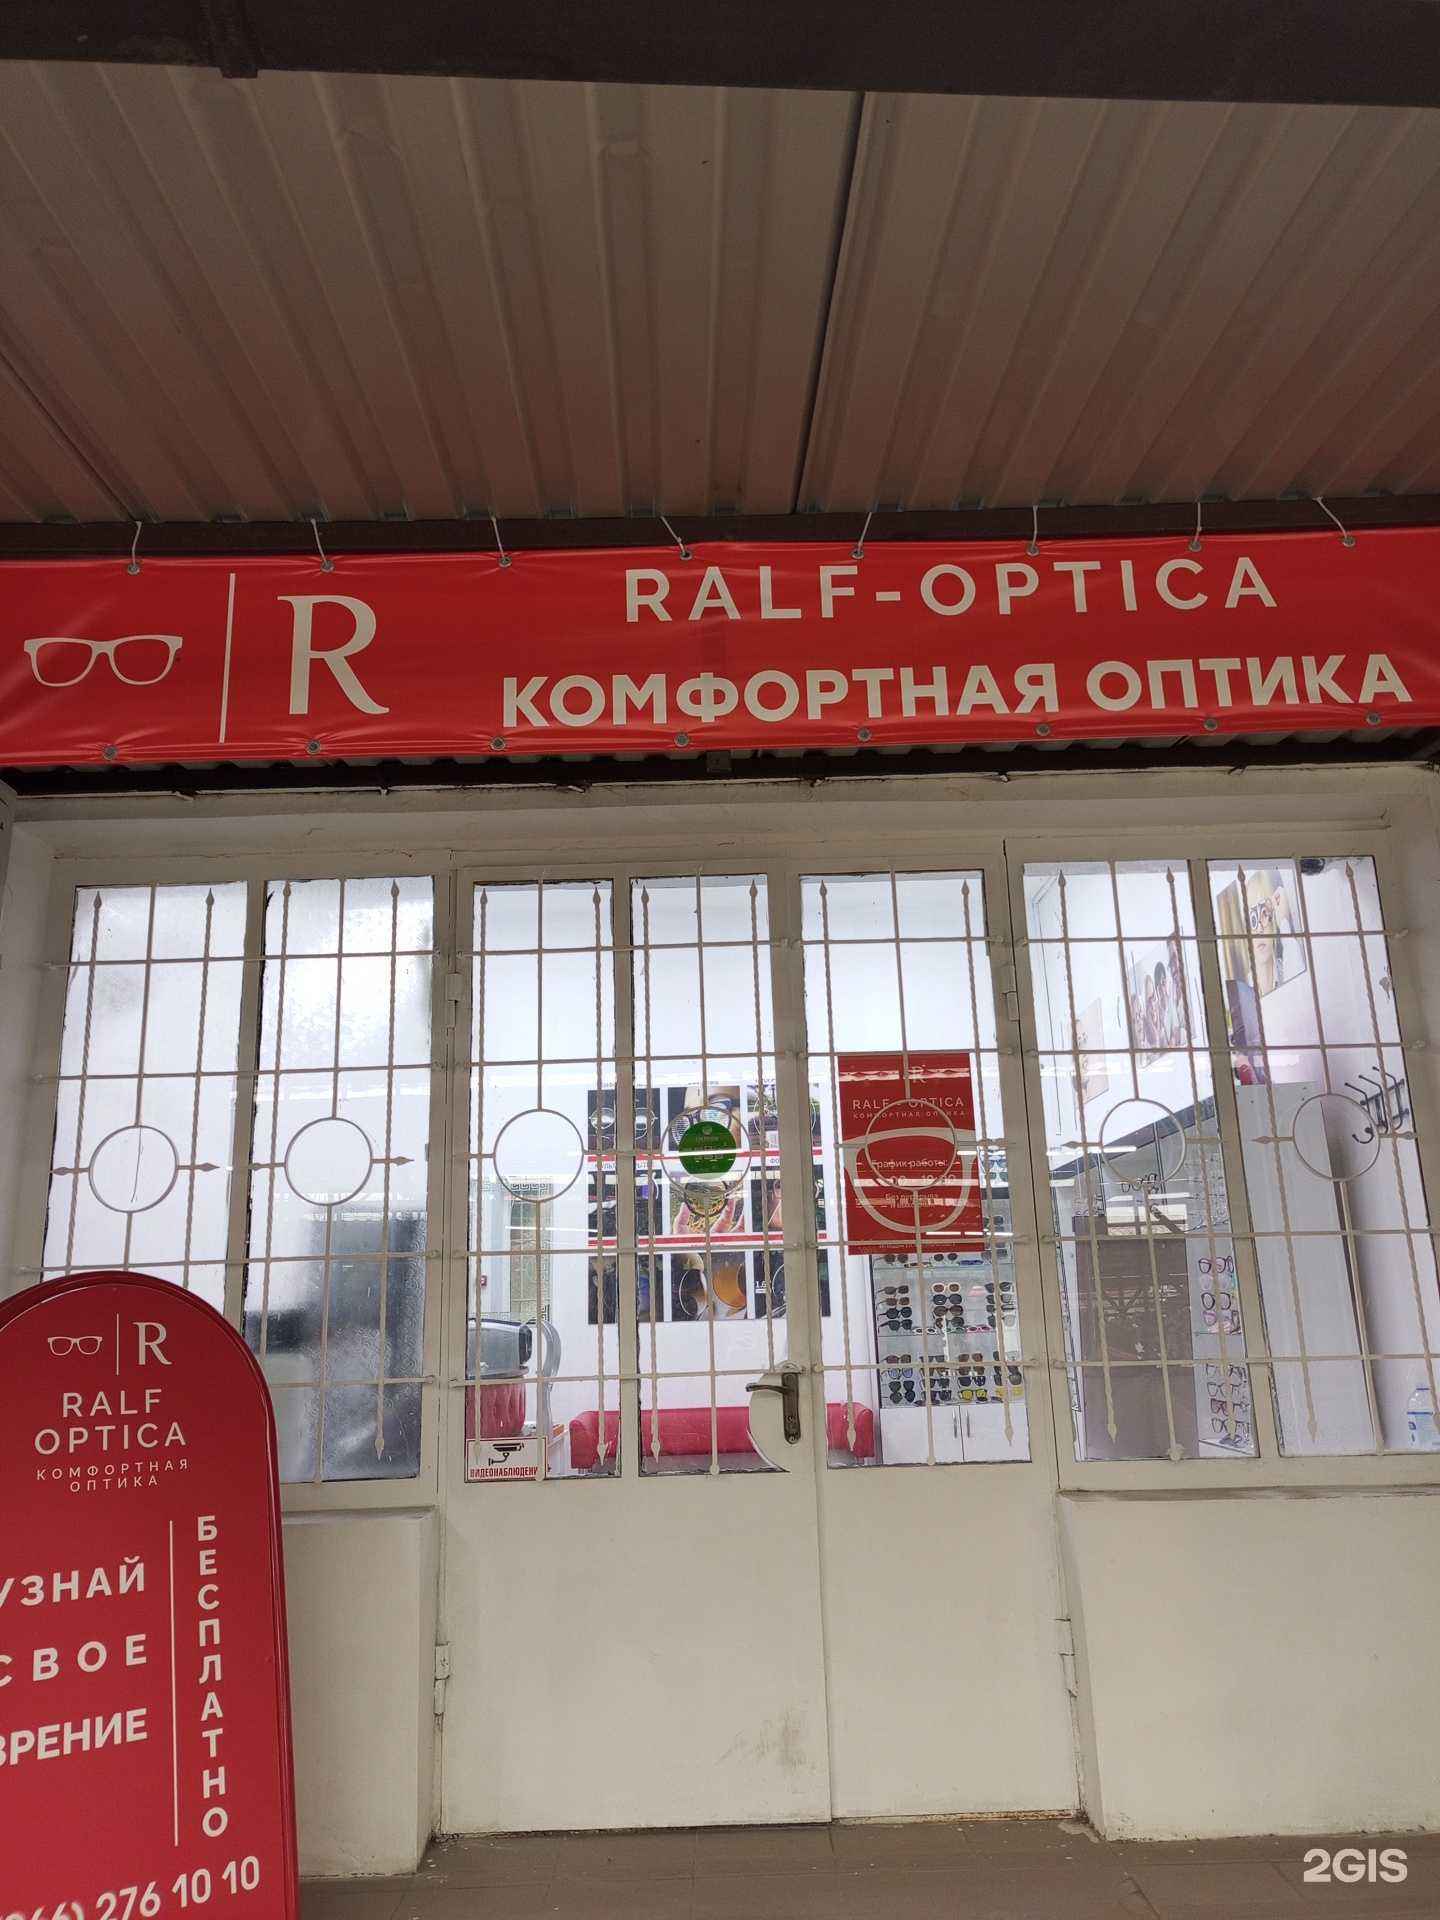 R
RALF-OPTICA
КОМФОРТНАЯ ОПТИКА
R
RALF - OPTICA
КОМФОРТНАЯ ОПТИКА
График работы:
ВИДЕОНАБЛЮДЕНИ
R
RALF
OPTICA
КОМФОРТНАЯ
ОПТИКА
УЗНАЙ
СВОЕ
ЗРЕНИЕ
БЕСПЛАТНО
276 10 10
2GIS